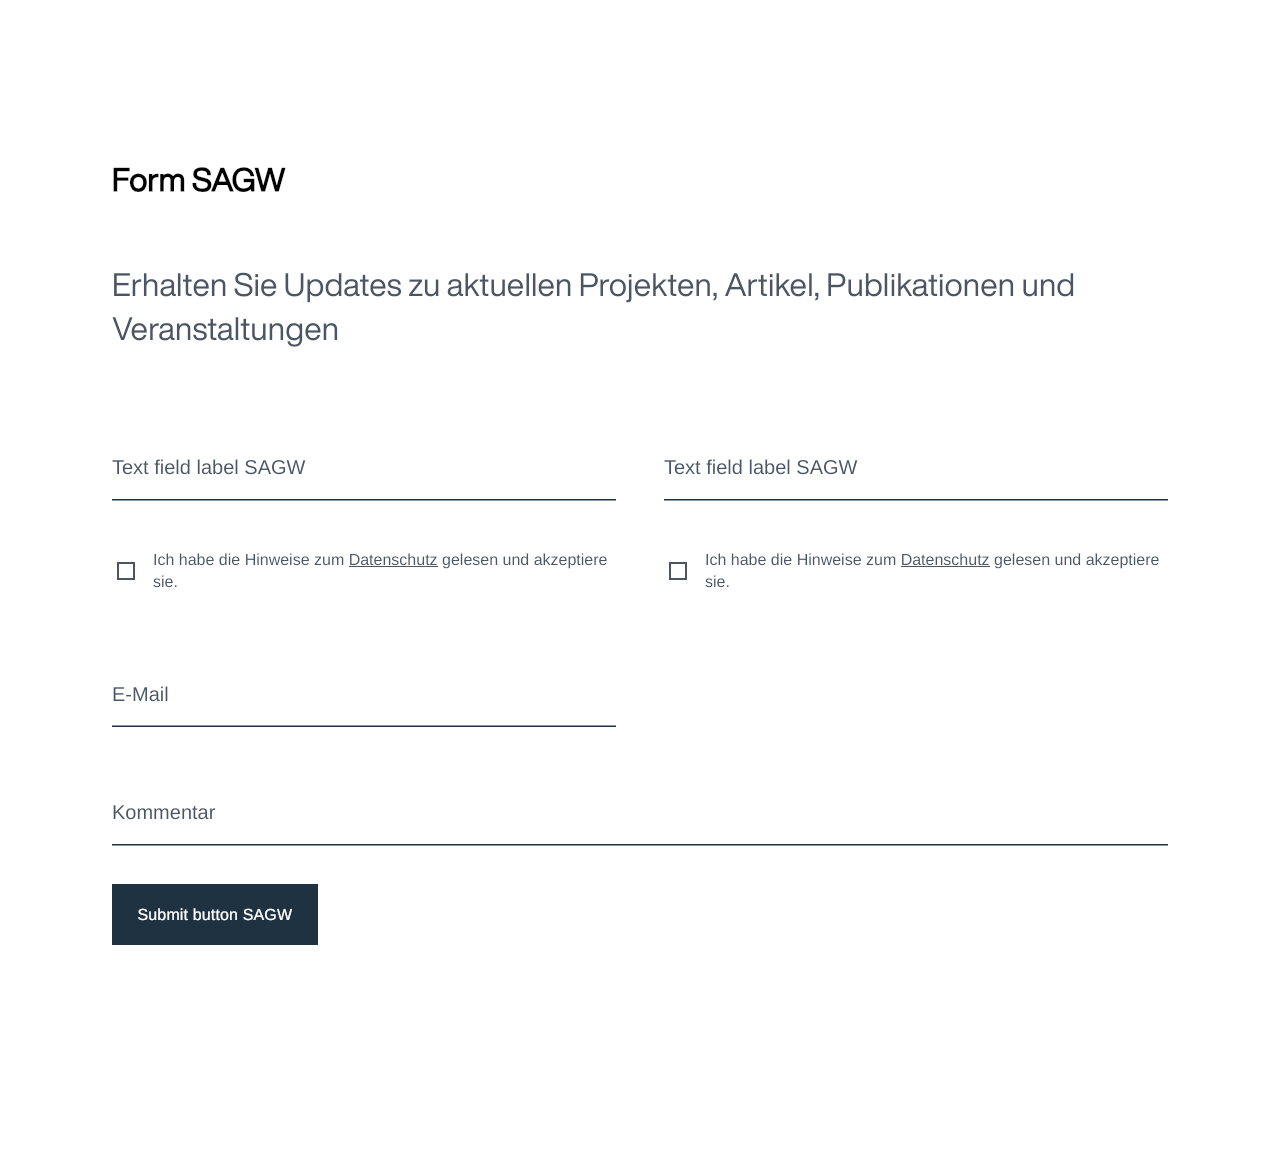 Form SAGW
Erhalten Sie Updates zu aktuellen Projekten, Artikel, Publikationen und
Veranstaltungen
Text field label SAGW
Text field label SAGW
Ich habe die Hinweise zum Datenschutz gelesen und akzeptiere
sie.
Ich habe die Hinweise zum Datenschutz gelesen und akzeptiere
sie.
E-Mail
Kommentar
Submit button SAGW